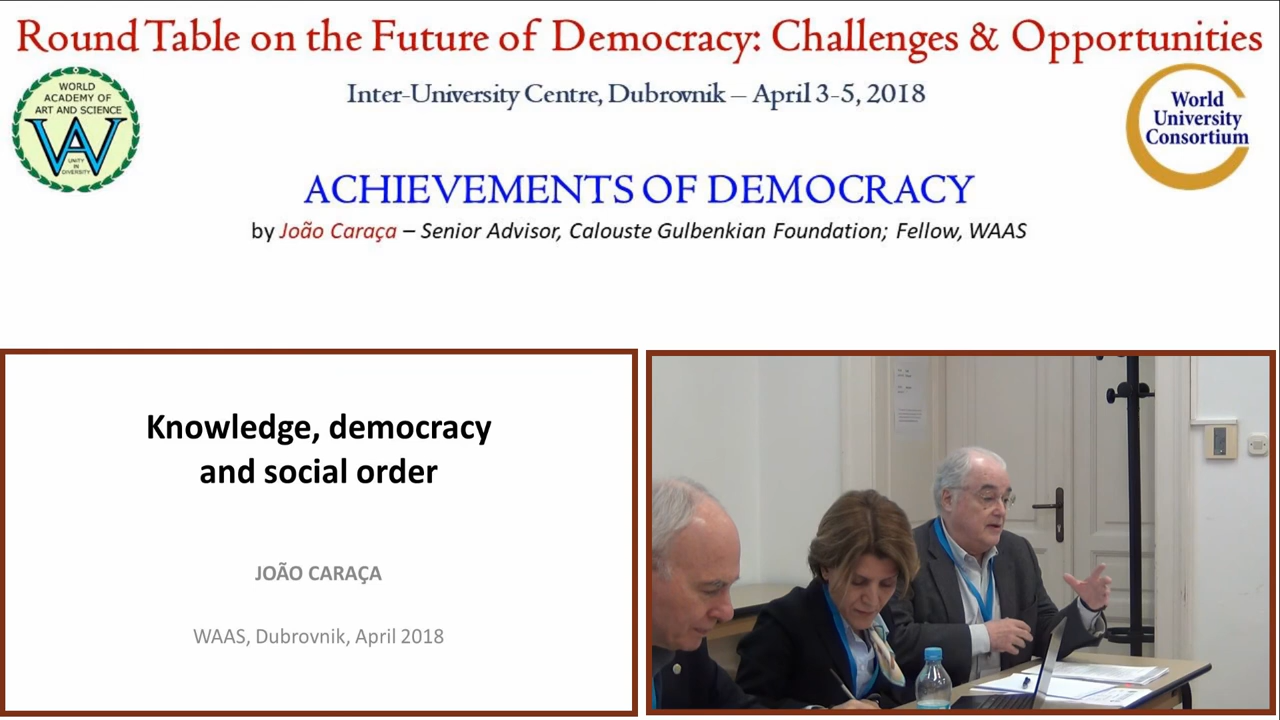 Round Table on the Future of Democracy: Challenges & Opportunities
Inter-University Centre, Dubrovnik – April 3-5, 2018
WORLD
ACADEMY OF
ART AND SCIENCE
WA
UNITY
IN
DIVERSITY
World
University
Consortium
ACHIEVEMENTS OF DEMOCRACY
by João Caraça – Senior Advisor, Calouste Gulbenkian Foundation; Fellow, WAAS
Knowledge, democracy
and social order
JOÃO CARAÇA
WAAS, Dubrovnik, April 2018